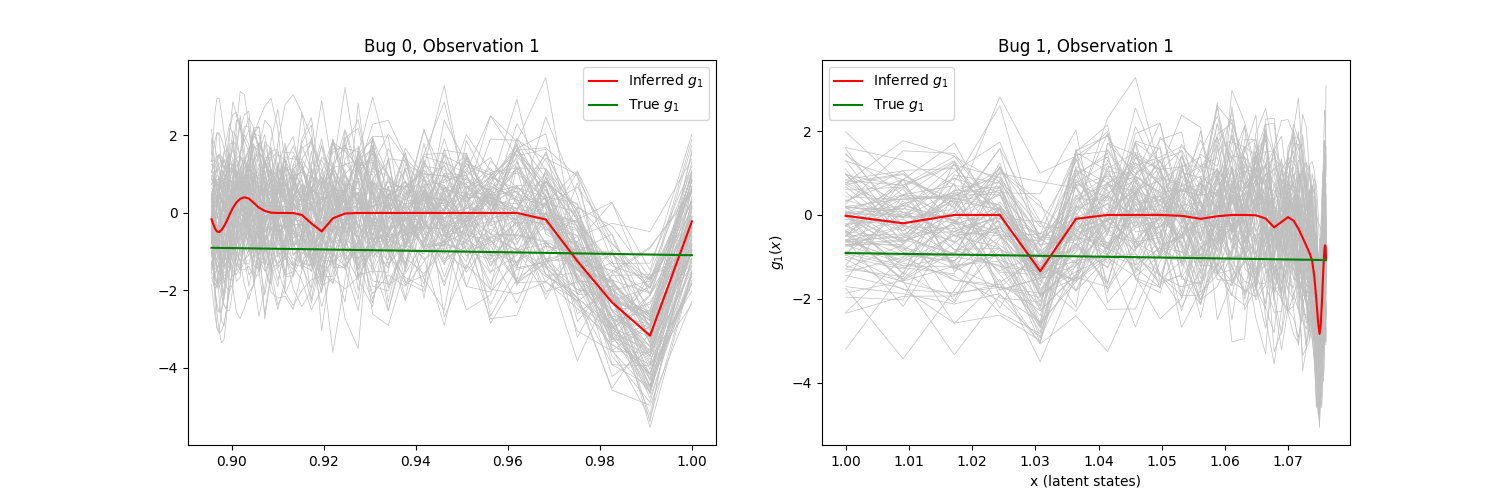 Bug 0, Observation 1
Inferred g₁
True g₁
2
0
−2
−4
0.90 0.92 0.94 0.96 0.98 1.00
Bug 1, Observation 1
Inferred g₁
True g₁
g₁(x)
2
0
−2
−4
1.00 1.01 1.02 1.03 1.04 1.05 1.06 1.07
x (latent states)